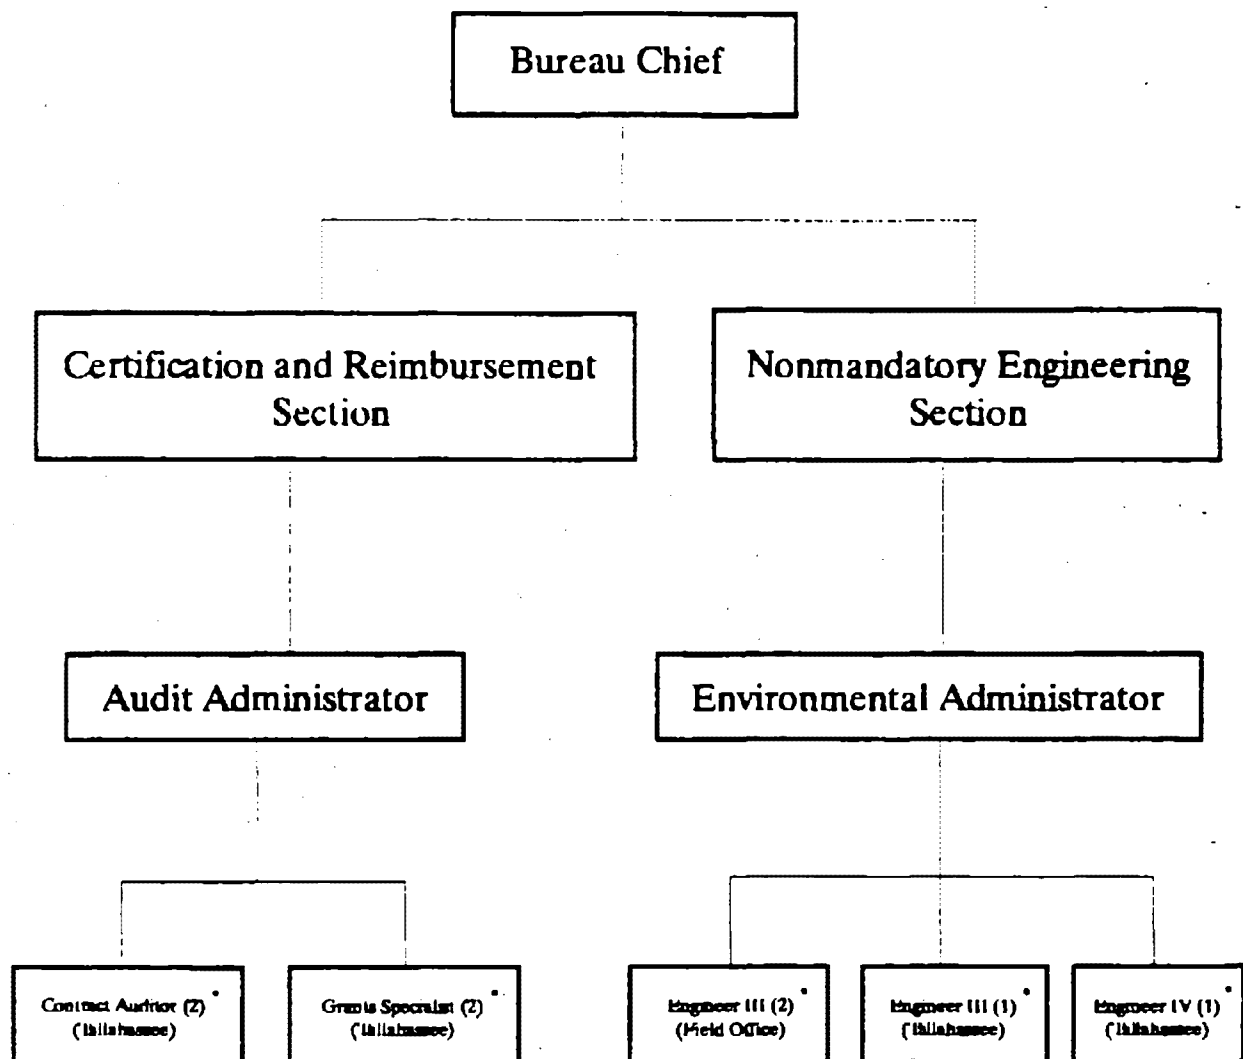 Bureau Chief
Certification and Reimbursement
Section
Nonmandatory Engineering
Section
Audit Administrator
Environmental Administrator
Contract Auditor (2) *
(Tallahassee)
Grants Specialist (2) *
(Tallahassee)
Engineer III (2) *
(Field Office)
Engineer III (1) *
(Tallahassee)
Engineer IV (1) *
(Tallahassee)